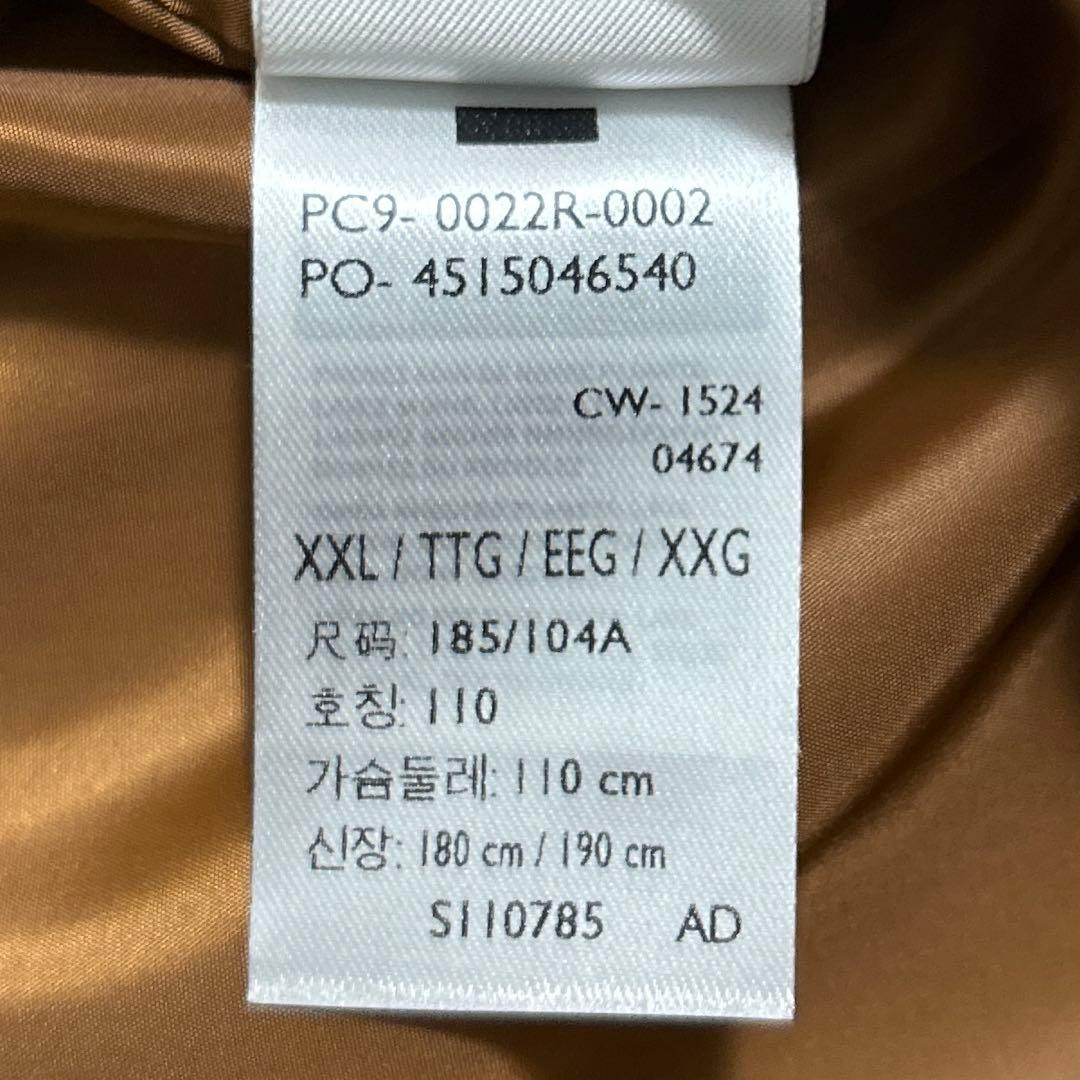 PC9- 0022R-0002
PO- 4515046540
CW- 1524
04674
XXL / TTG / EEG / XXG
尺码: 185/104A
호칭: 110
가슴둘레: 110 cm
신장: 180 cm / 190 cm
S110785 AD